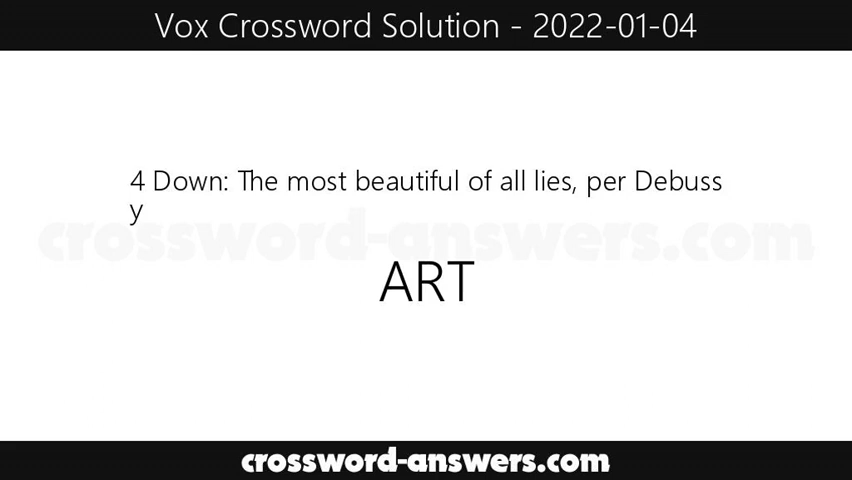 Vox Crossword Solution - 2022-01-04
4 Down: The most beautiful of all lies, per Debuss
y
crossword-answers.com
ART
crossword-answers.com